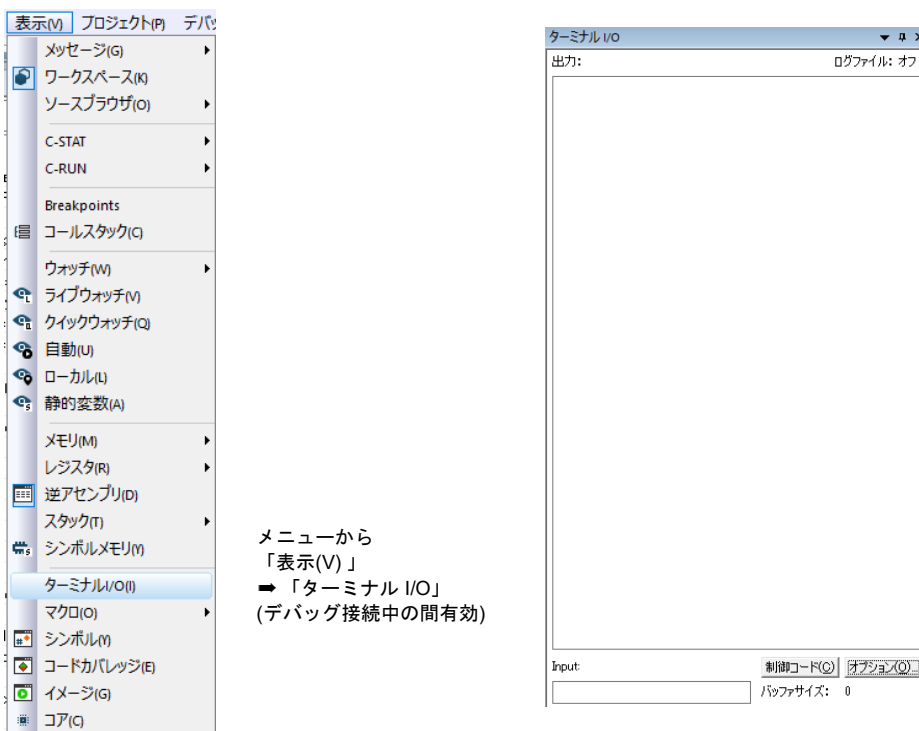 表示(V) プロジェクト(P) デバッ
メッセージ(G)
ワークスペース(K)
ソースブラウザ(O)
C-STAT
C-RUN
Breakpoints
コールスタック(C)
ウォッチ(W)
ライブウォッチ(V)
クイックウォッチ(Q)
自動(U)
ローカル(L)
静的変数(A)
メモリ(M)
レジスタ(R)
逆アセンブリ(D)
スタック(T)
シンボルメモリ(Y)
ターミナルI/O(I)
マクロ(O)
シンボル(Y)
コードカバレッジ(E)
イメージ(G)
コア(C)
メニューから
「表示(V) 」
➡ 「ターミナル I/O」
(デバッグ接続中の間有効)
ターミナル I/O
出力: ログファイル: オフ
Input:
制御コード(C) オプション(O)...
バッファサイズ: 0